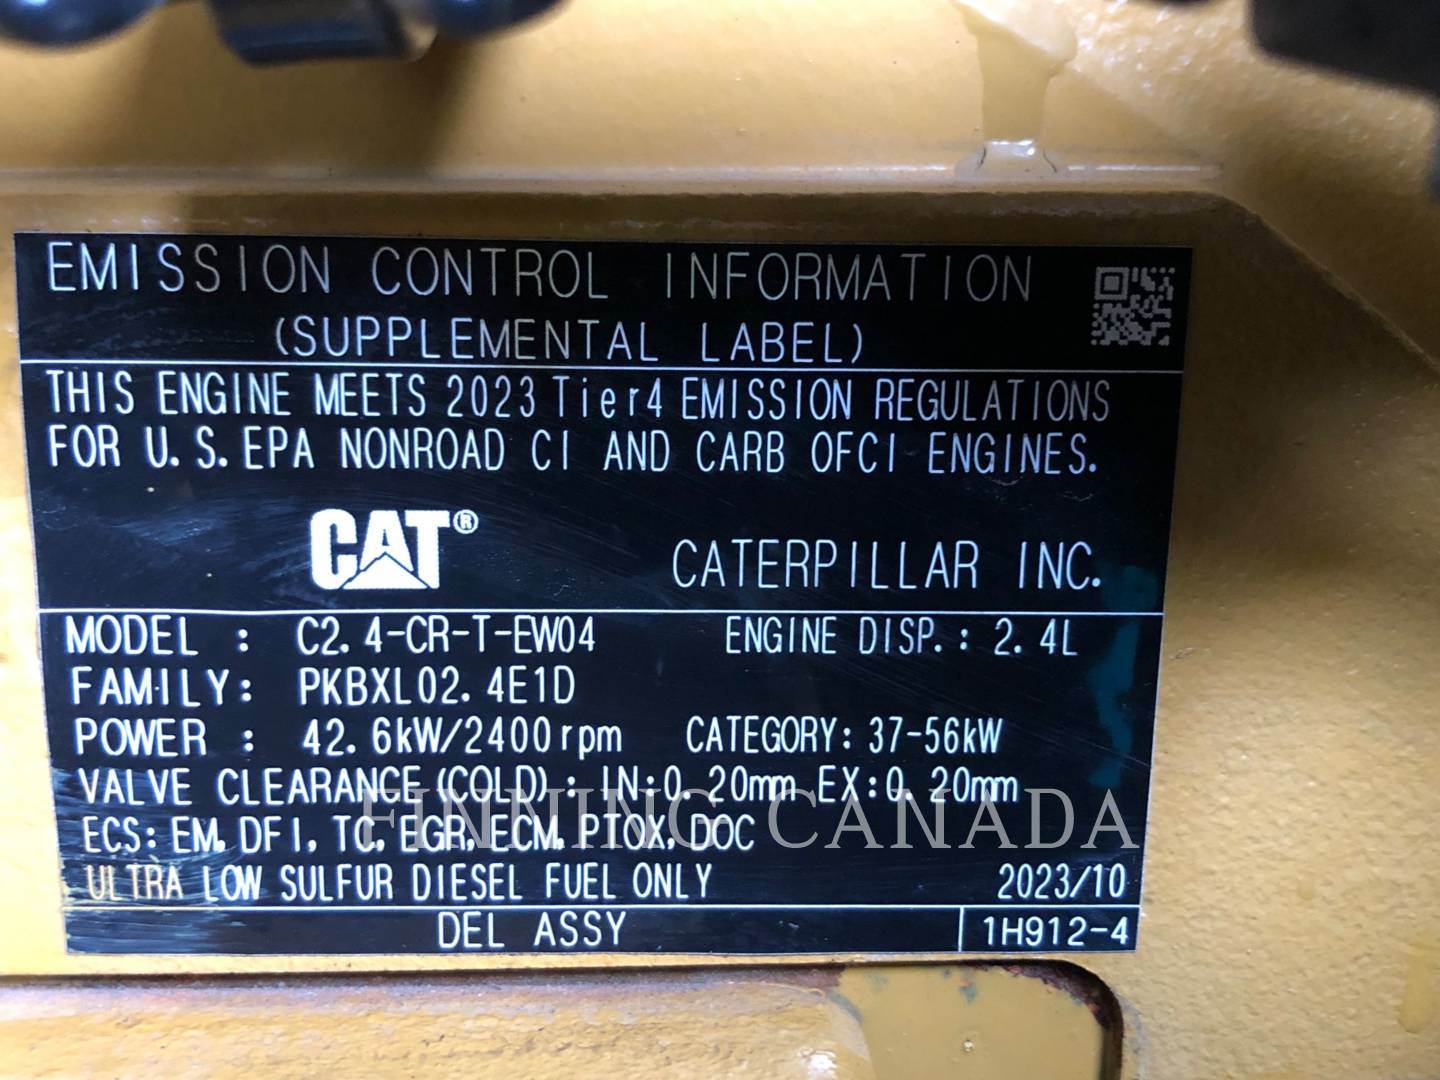 EMISSION CONTROL INFORMATION
(SUPPLEMENTAL LABEL)
THIS ENGINE MEETS 2023 Tier4 EMISSION REGULATIONS
FOR U.S. EPA NONROAD CI AND CARB OFCI ENGINES.
CAT® CATERPILLAR INC.
MODEL : C2.4-CR-T-EW04 ENGINE DISP.: 2.4L
FAMILY: PKBXL02.4E1D
POWER : 42.6kW/2400rpm CATEGORY: 37-56kW
VALVE CLEARANCE (COLD): IN:0.20mm EX:0.20mm
FINNING CANADA
ECS: EM, DFI, TC, EGR, ECM, PTOX, DOC
ULTRA LOW SULFUR DIESEL FUEL ONLY 2023/10
DEL ASSY 1H912-4